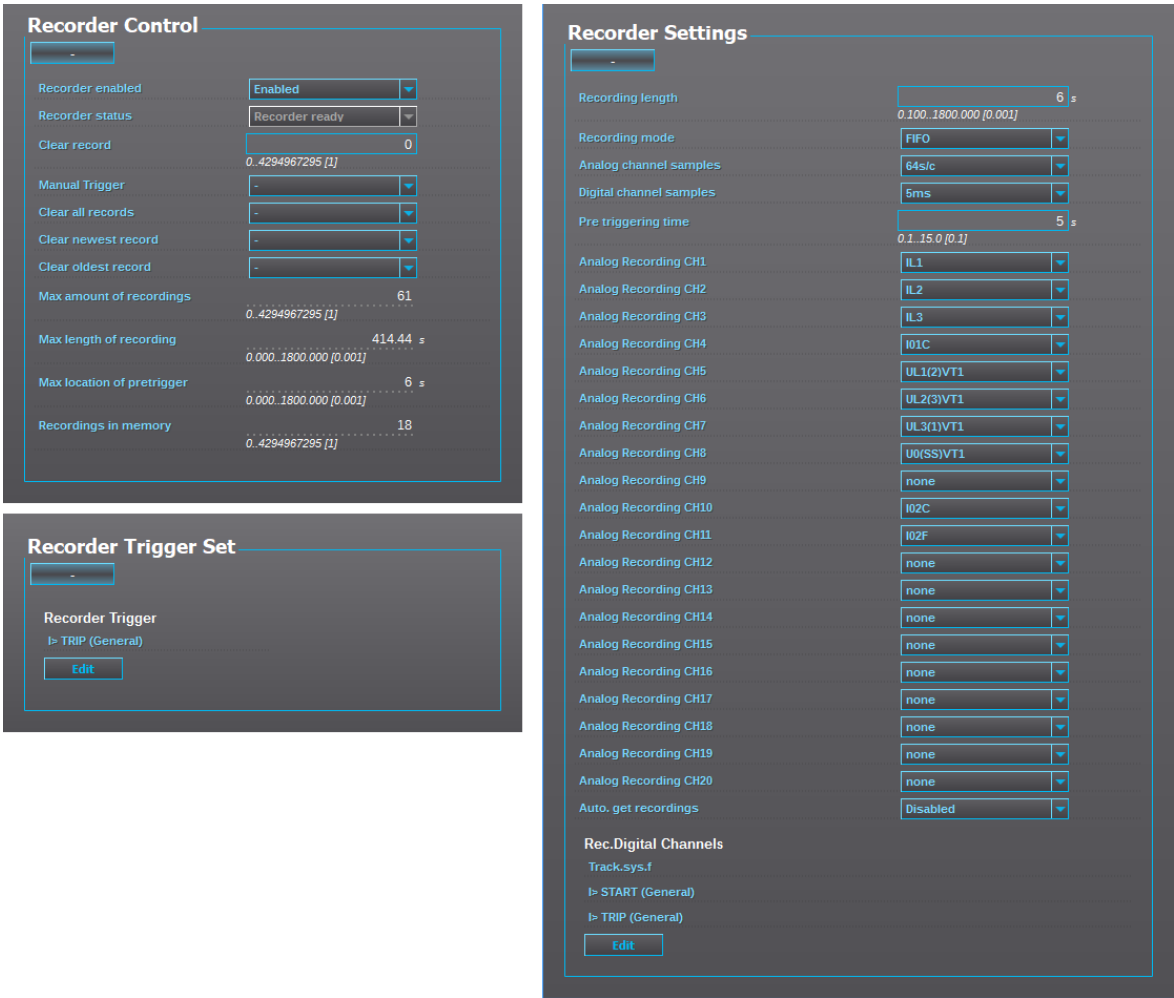 Recorder Control
-
Recorder enabled Enabled
Recorder status Recorder ready
Clear record 0
0..4294967295 [1]
Manual Trigger -
Clear all records -
Clear newest record -
Clear oldest record -
Max amount of recordings 61
0..4294967295 [1]
Max length of recording 414.44 s
0.000..1800.000 [0.001]
Max location of pretrigger 6 s
0.000..1800.000 [0.001]
Recordings in memory 18
0..4294967295 [1]
Recorder Trigger Set
-
Recorder Trigger
I> TRIP (General)
Edit
Recorder Settings
-
Recording length 6 s
0.100..1800.000 [0.001]
Recording mode FIFO
Analog channel samples 64s/c
Digital channel samples 5ms
Pre triggering time 5 s
0.1..15.0 [0.1]
Analog Recording CH1 IL1
Analog Recording CH2 IL2
Analog Recording CH3 IL3
Analog Recording CH4 I01C
Analog Recording CH5 UL1(2)VT1
Analog Recording CH6 UL2(3)VT1
Analog Recording CH7 UL3(1)VT1
Analog Recording CH8 U0(SS)VT1
Analog Recording CH9 none
Analog Recording CH10 I02C
Analog Recording CH11 I02F
Analog Recording CH12 none
Analog Recording CH13 none
Analog Recording CH14 none
Analog Recording CH15 none
Analog Recording CH16 none
Analog Recording CH17 none
Analog Recording CH18 none
Analog Recording CH19 none
Analog Recording CH20 none
Auto. get recordings Disabled
Rec.Digital Channels
Track.sys.f
I> START (General)
I> TRIP (General)
Edit